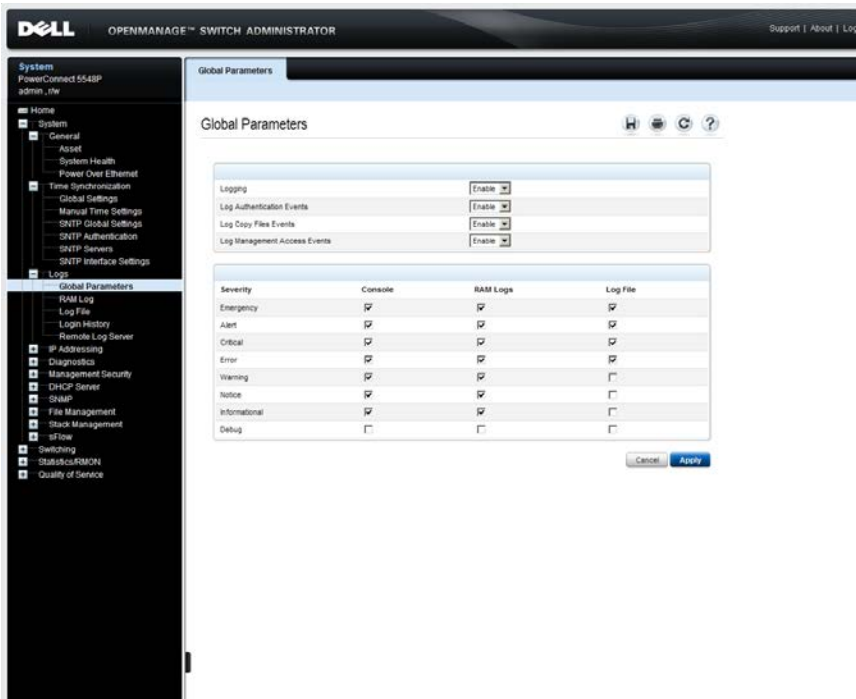 DELL
OPENMANAGE™ SWITCH ADMINISTRATOR
Support | About | Log
System
PowerConnect 5548P
admin , r/w
Home
System
General
Asset
System Health
Power Over Ethernet
Time Synchronization
Global Settings
Manual Time Settings
SNTP Global Settings
SNTP Authentication
SNTP Servers
SNTP Interface Settings
Logs
Global Parameters
RAM Log
Log File
Login History
Remote Log Server
IP Addressing
Diagnostics
Management Security
DHCP Server
SNMP
File Management
Stack Management
sFlow
Switching
Statistics/RMON
Quality of Service
Global Parameters
Global Parameters
Logging Enable
Log Authentication Events Enable
Log Copy Files Events Enable
Log Management Access Events Enable
Severity Console RAM Logs Log File
Emergency
Alert
Critical
Error
Warning
Notice
Informational
Debug
Cancel Apply